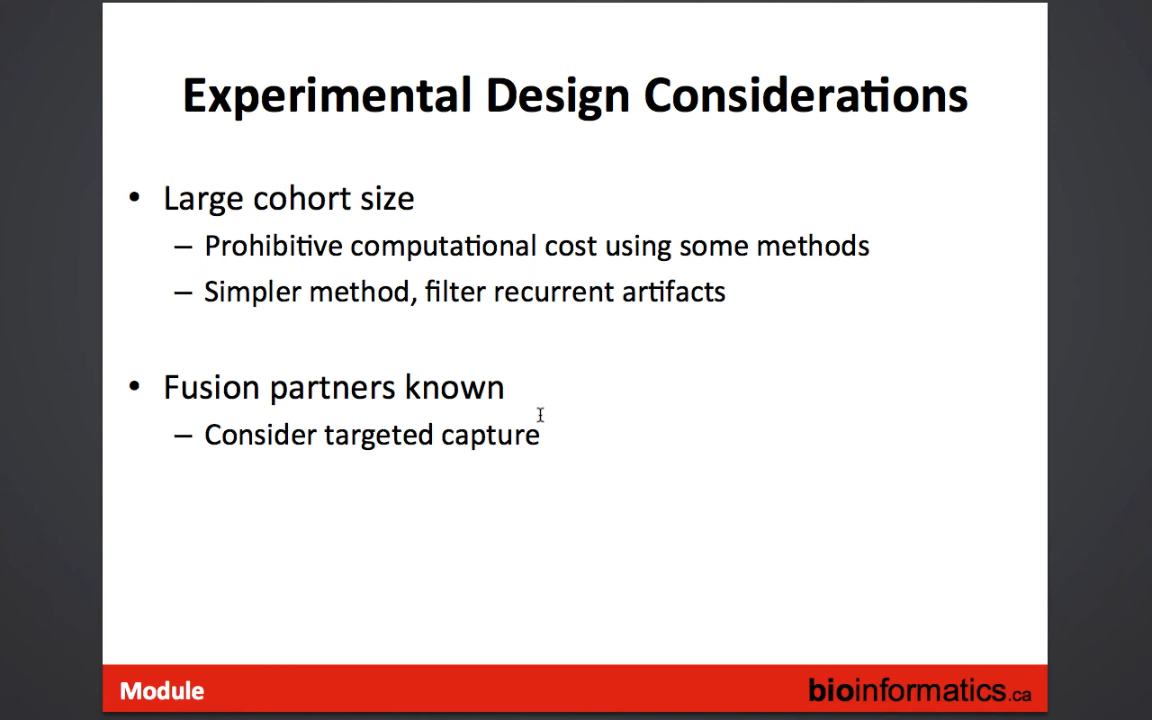 Experimental Design Considerations
• Large cohort size
– Prohibitive computational cost using some methods
– Simpler method, filter recurrent artifacts
• Fusion partners known
– Consider targeted capture
Module
bioinformatics.ca